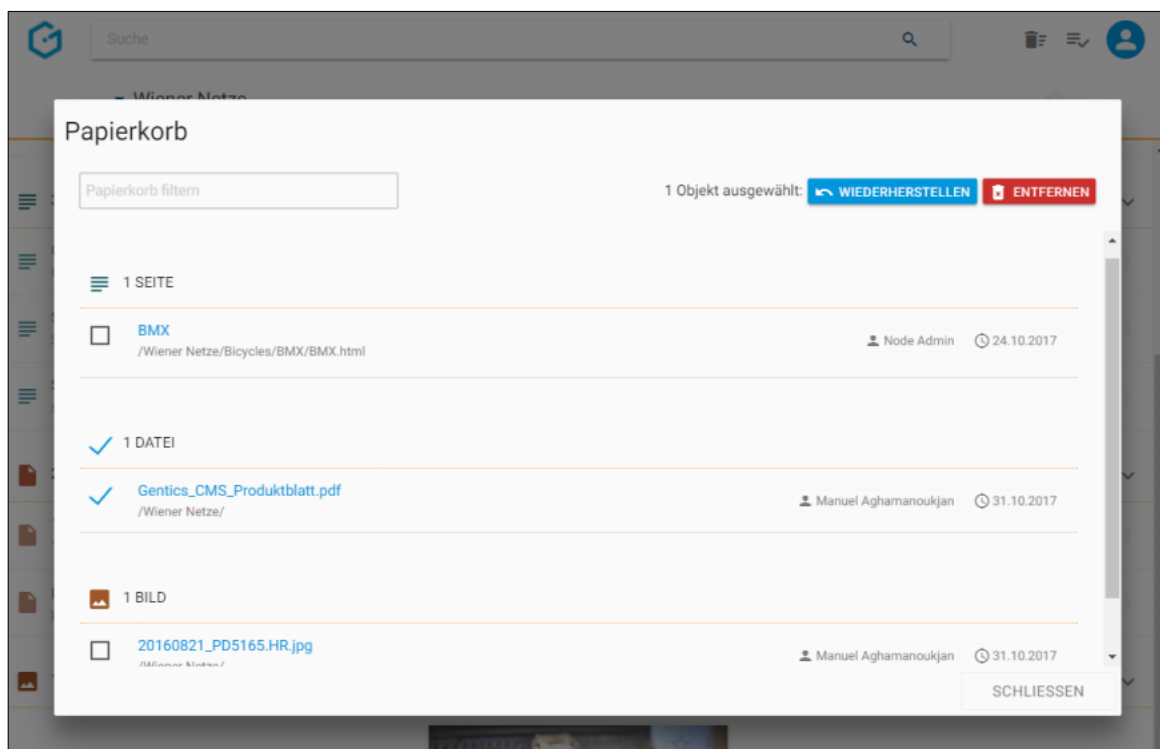 Suche
Wiener Netze
Papierkorb
Papierkorb filtern
1 Objekt ausgewählt: WIEDERHERSTELLEN ENTFERNEN
1 SEITE
BMX
/Wiener Netze/Bicycles/BMX/BMX.html
Node Admin 24.10.2017
1 DATEI
Gentics_CMS_Produktblatt.pdf
/Wiener Netze/
Manuel Aghamanoukjan 31.10.2017
1 BILD
20160821_PD5165.HR.jpg
/Wiener Netze/
Manuel Aghamanoukjan 31.10.2017
SCHLIESSEN